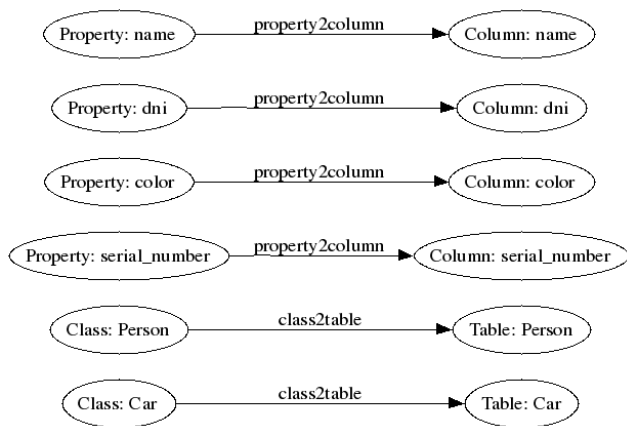 Property: name property2column Column: name
Property: dni property2column Column: dni
Property: color property2column Column: color
Property: serial_number property2column Column: serial_number
Class: Person class2table Table: Person
Class: Car class2table Table: Car